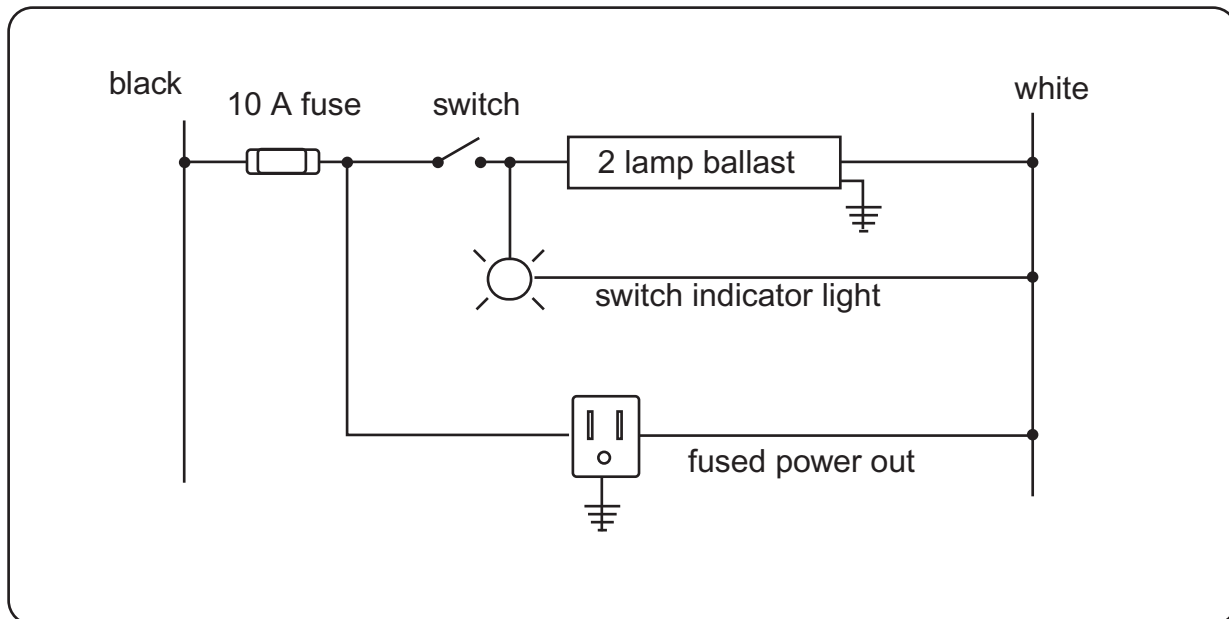 black
white
10 A fuse
switch
2 lamp ballast
switch indicator light
fused power out